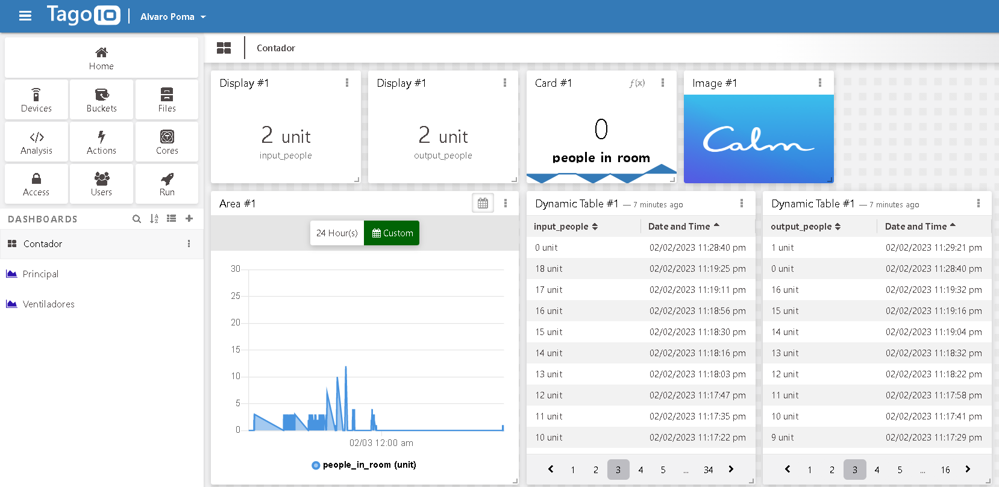 TagoIO
Alvaro Poma
Home
Devices Buckets Files
Analysis Actions Cores
Access Users Run
DASHBOARDS
Contador
Principal
Ventiladores
Contador
Display #1
2 unit
input_people
Display #1
2 unit
output_people
Card #1 f(x)
0
people in room
Image #1
Calm
Area #1
24 Hour(s) Custom
30
25
20
15
10
5
0
02/03 12:00 am
people_in_room (unit)
Dynamic Table #1 — 7 minutes ago
input_people Date and Time
0 unit 02/02/2023 11:28:40 pm
18 unit 02/02/2023 11:19:25 pm
17 unit 02/02/2023 11:19:11 pm
16 unit 02/02/2023 11:18:56 pm
15 unit 02/02/2023 11:18:30 pm
14 unit 02/02/2023 11:18:16 pm
13 unit 02/02/2023 11:18:03 pm
12 unit 02/02/2023 11:17:47 pm
11 unit 02/02/2023 11:17:35 pm
10 unit 02/02/2023 11:17:22 pm
1 2 3 4 5 ... 34
Dynamic Table #1 — 7 minutes ago
output_people Date and Time
1 unit 02/02/2023 11:29:21 pm
0 unit 02/02/2023 11:28:40 pm
16 unit 02/02/2023 11:19:32 pm
15 unit 02/02/2023 11:19:16 pm
14 unit 02/02/2023 11:19:04 pm
13 unit 02/02/2023 11:18:32 pm
12 unit 02/02/2023 11:18:22 pm
11 unit 02/02/2023 11:17:58 pm
10 unit 02/02/2023 11:17:41 pm
9 unit 02/02/2023 11:17:29 pm
1 2 3 4 5 ... 16